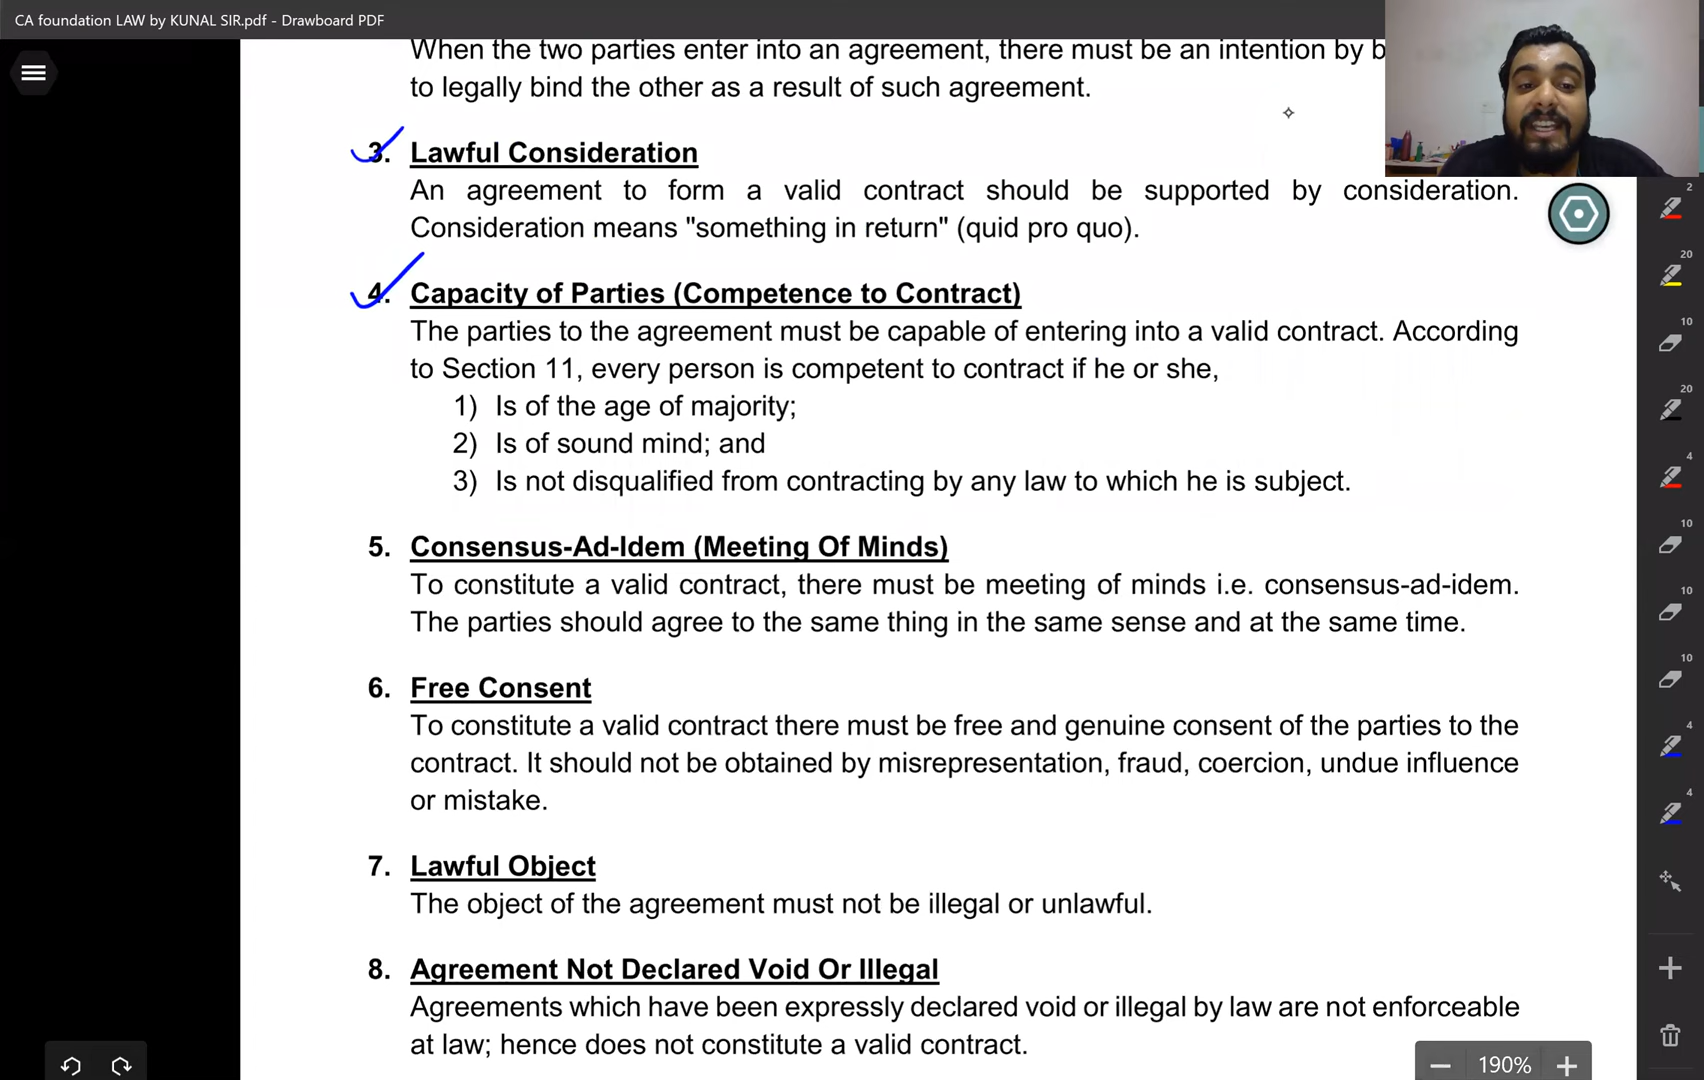 CA foundation LAW by KUNAL SIR.pdf - Drawboard PDF
When the two parties enter into an agreement, there must be an intention by b
to legally bind the other as a result of such agreement.
3. Lawful Consideration
An agreement to form a valid contract should be supported by consideration.
Consideration means "something in return" (quid pro quo).
4. Capacity of Parties (Competence to Contract)
The parties to the agreement must be capable of entering into a valid contract. According
to Section 11, every person is competent to contract if he or she,
1) Is of the age of majority;
2) Is of sound mind; and
3) Is not disqualified from contracting by any law to which he is subject.
5. Consensus-Ad-Idem (Meeting Of Minds)
To constitute a valid contract, there must be meeting of minds i.e. consensus-ad-idem.
The parties should agree to the same thing in the same sense and at the same time.
6. Free Consent
To constitute a valid contract there must be free and genuine consent of the parties to the
contract. It should not be obtained by misrepresentation, fraud, coercion, undue influence
or mistake.
7. Lawful Object
The object of the agreement must not be illegal or unlawful.
8. Agreement Not Declared Void Or Illegal
Agreements which have been expressly declared void or illegal by law are not enforceable
at law; hence does not constitute a valid contract.
2
20
10
20
4
10
10
10
4
4
190%